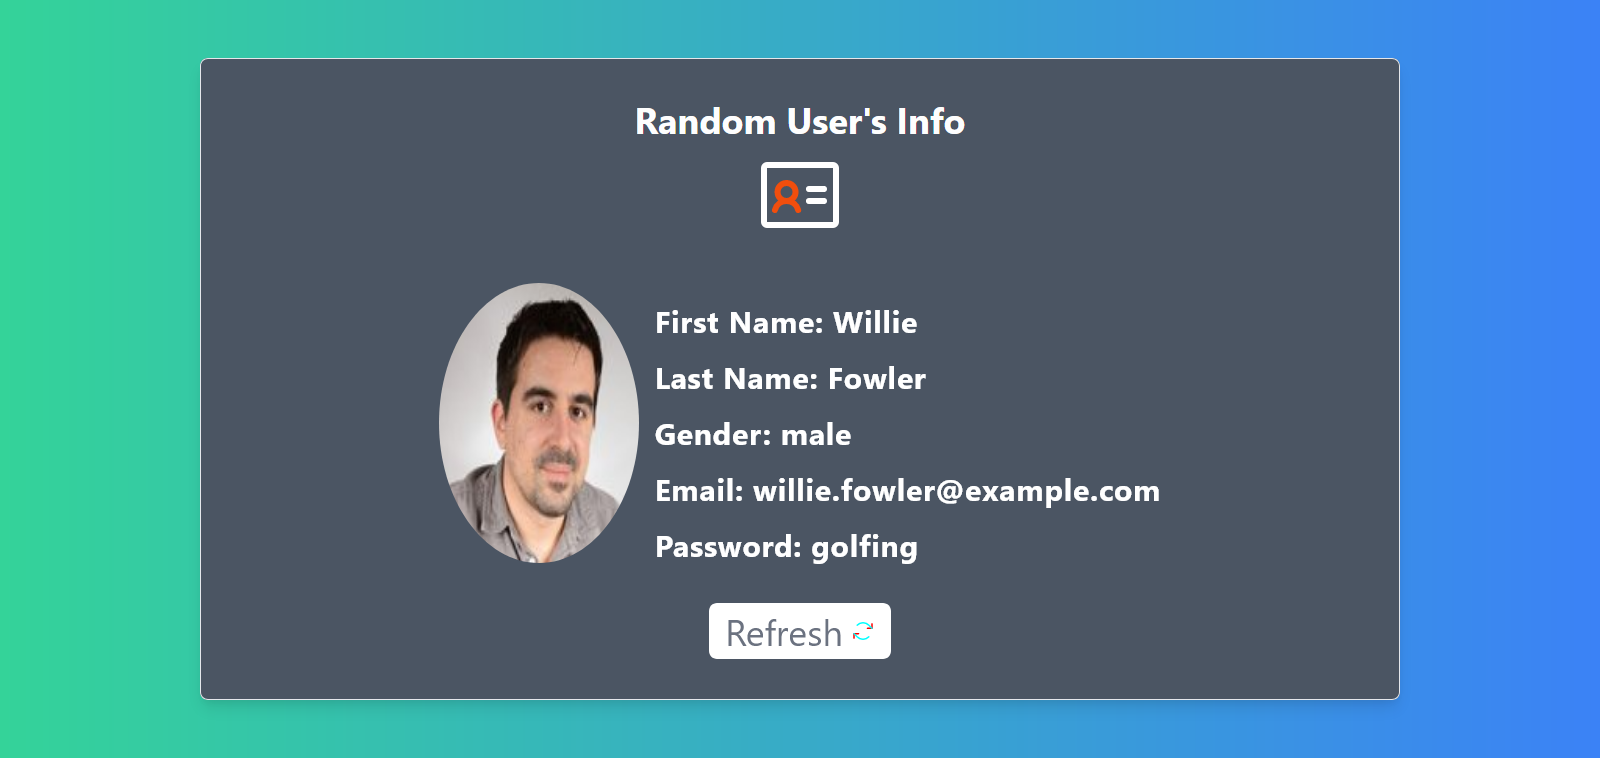 Random User's Info
First Name: Willie
Last Name: Fowler
Gender: male
Email: willie.fowler@example.com
Password: golfing
Refresh